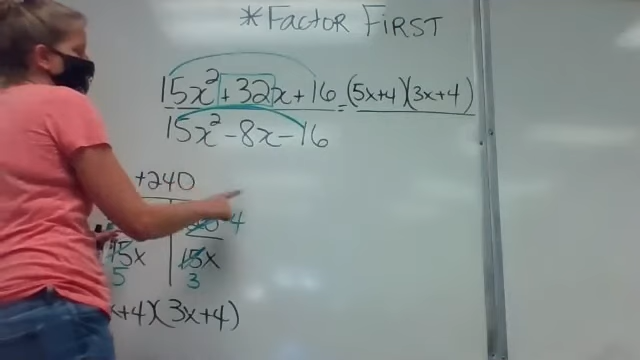 *FACTOR FIRST
15x² + 32x + 16 = (5x+4)(3x+4)
15x² - 8x - 16
+240
4
15x 15x
5 3
x+4)(3x+4)